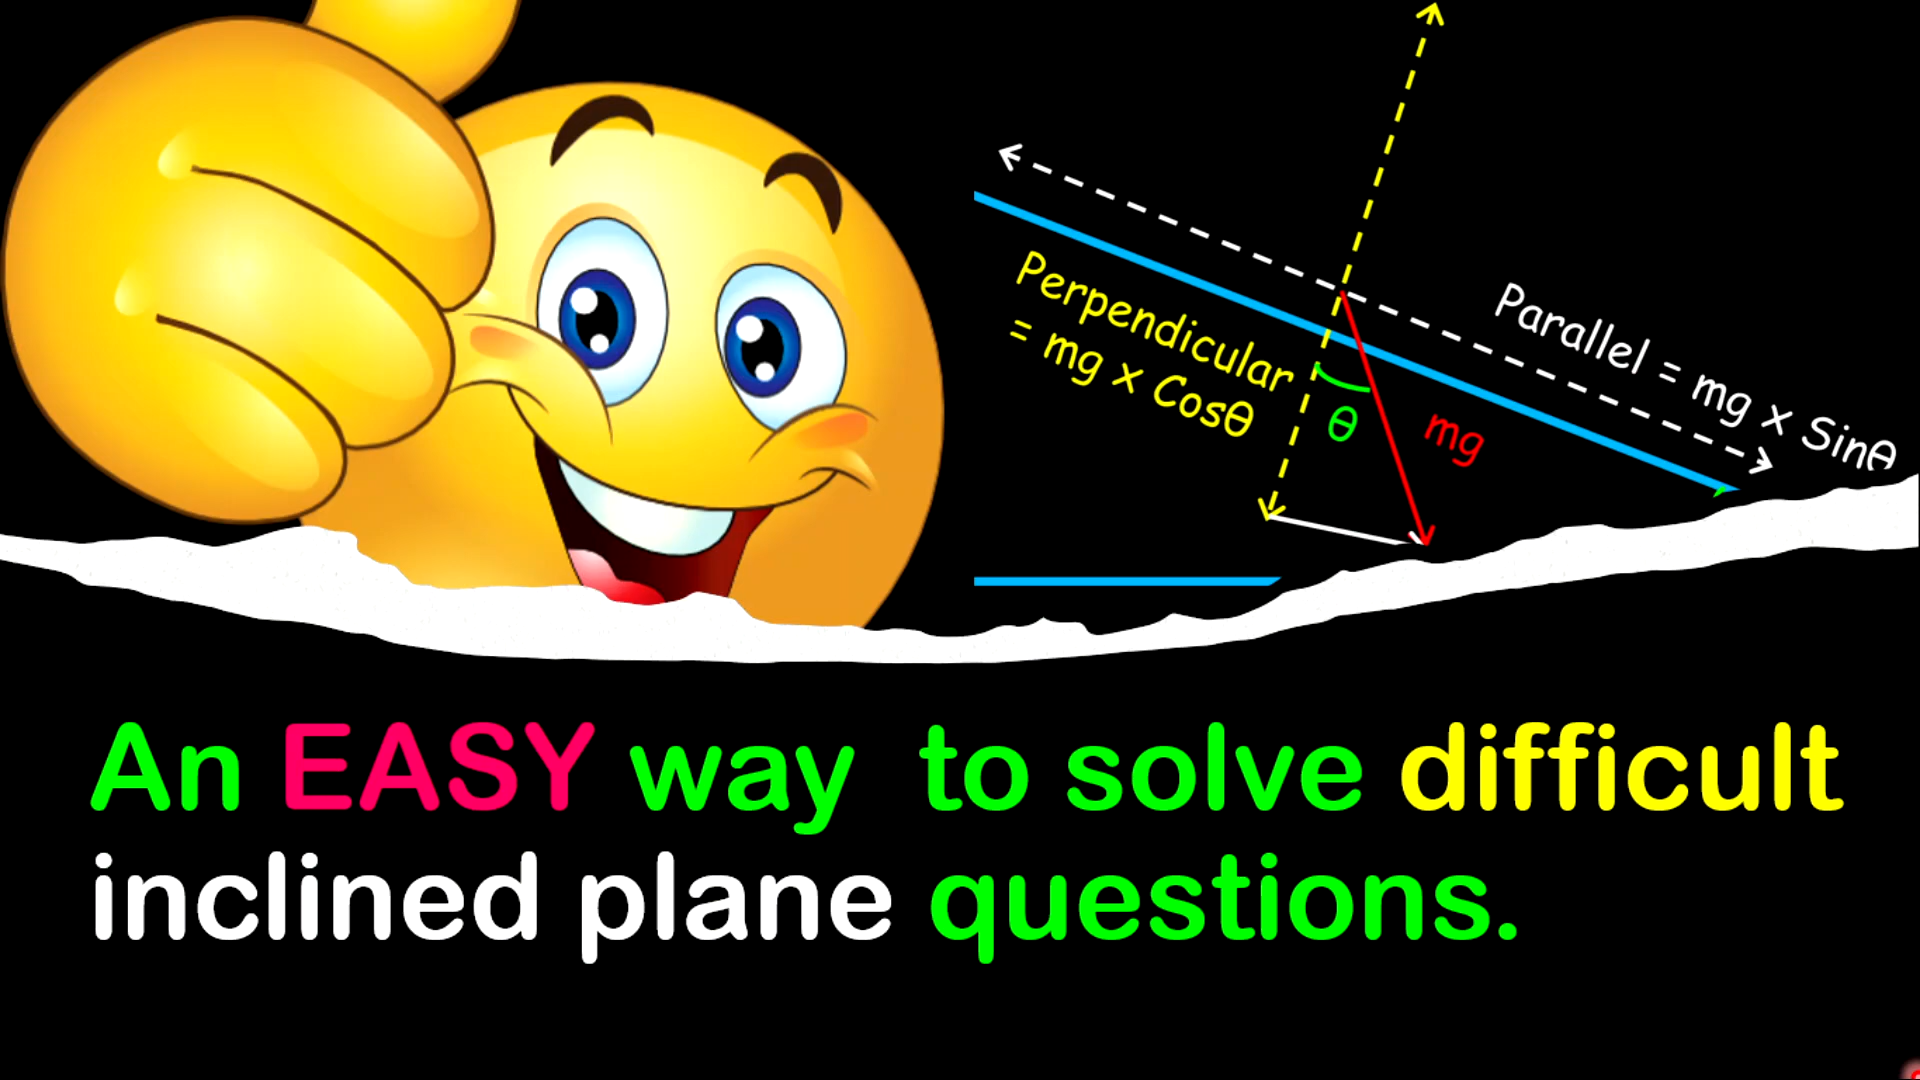 Perpendicular
= mg x Cosθ
θ
mg
Parallel = mg x Sinθ
An EASY way to solve difficult
inclined plane questions.